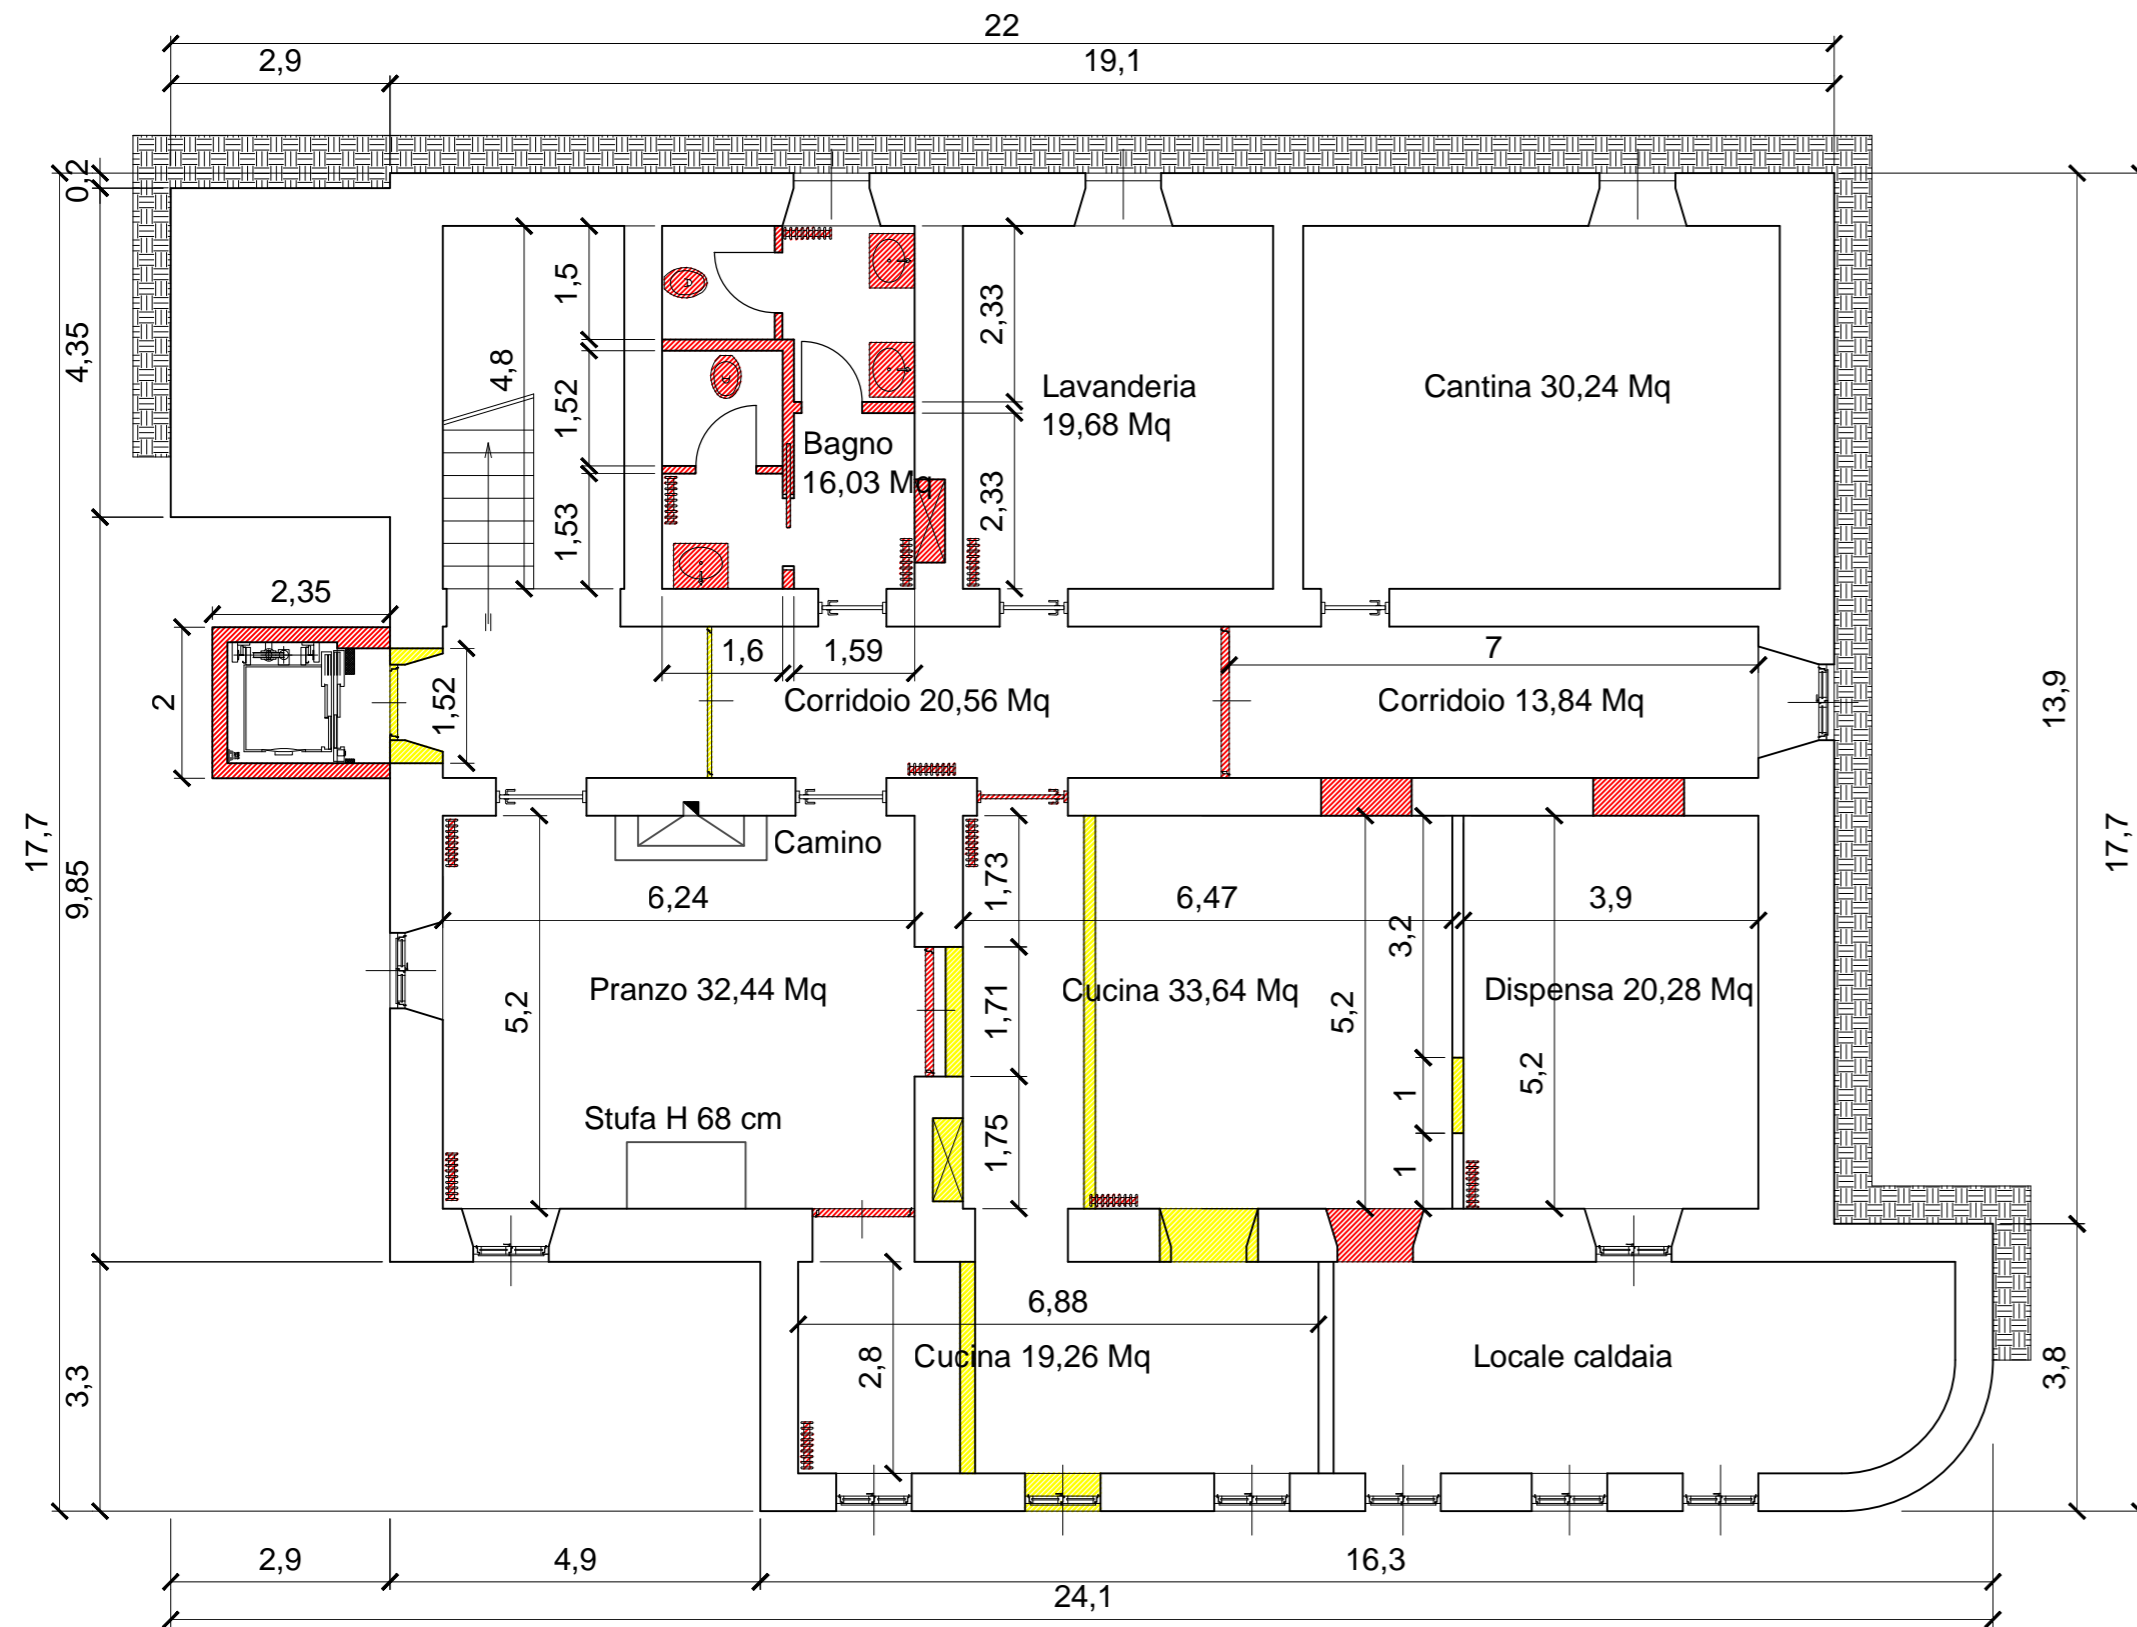 22
2,9
19,1
0,2
4,35
1,5
4,8
2,33
1,52
Lavanderia
19,68 Mq
Cantina 30,24 Mq
Bagno
16,03 Mq
1,53
2,33
2,35
2
1,52
1,6
1,59
7
Corridoio 20,56 Mq
Corridoio 13,84 Mq
13,9
17,7
9,85
17,7
Camino
1,73
6,24
6,47
3,9
3,2
Pranzo 32,44 Mq
Cucina 33,64 Mq
Dispensa 20,28 Mq
5,2
1,71
5,2
5,2
1
Stufa H 68 cm
1,75
1
6,88
Cucina 19,26 Mq
Locale caldaia
2,8
3,3
3,8
2,9
4,9
16,3
24,1